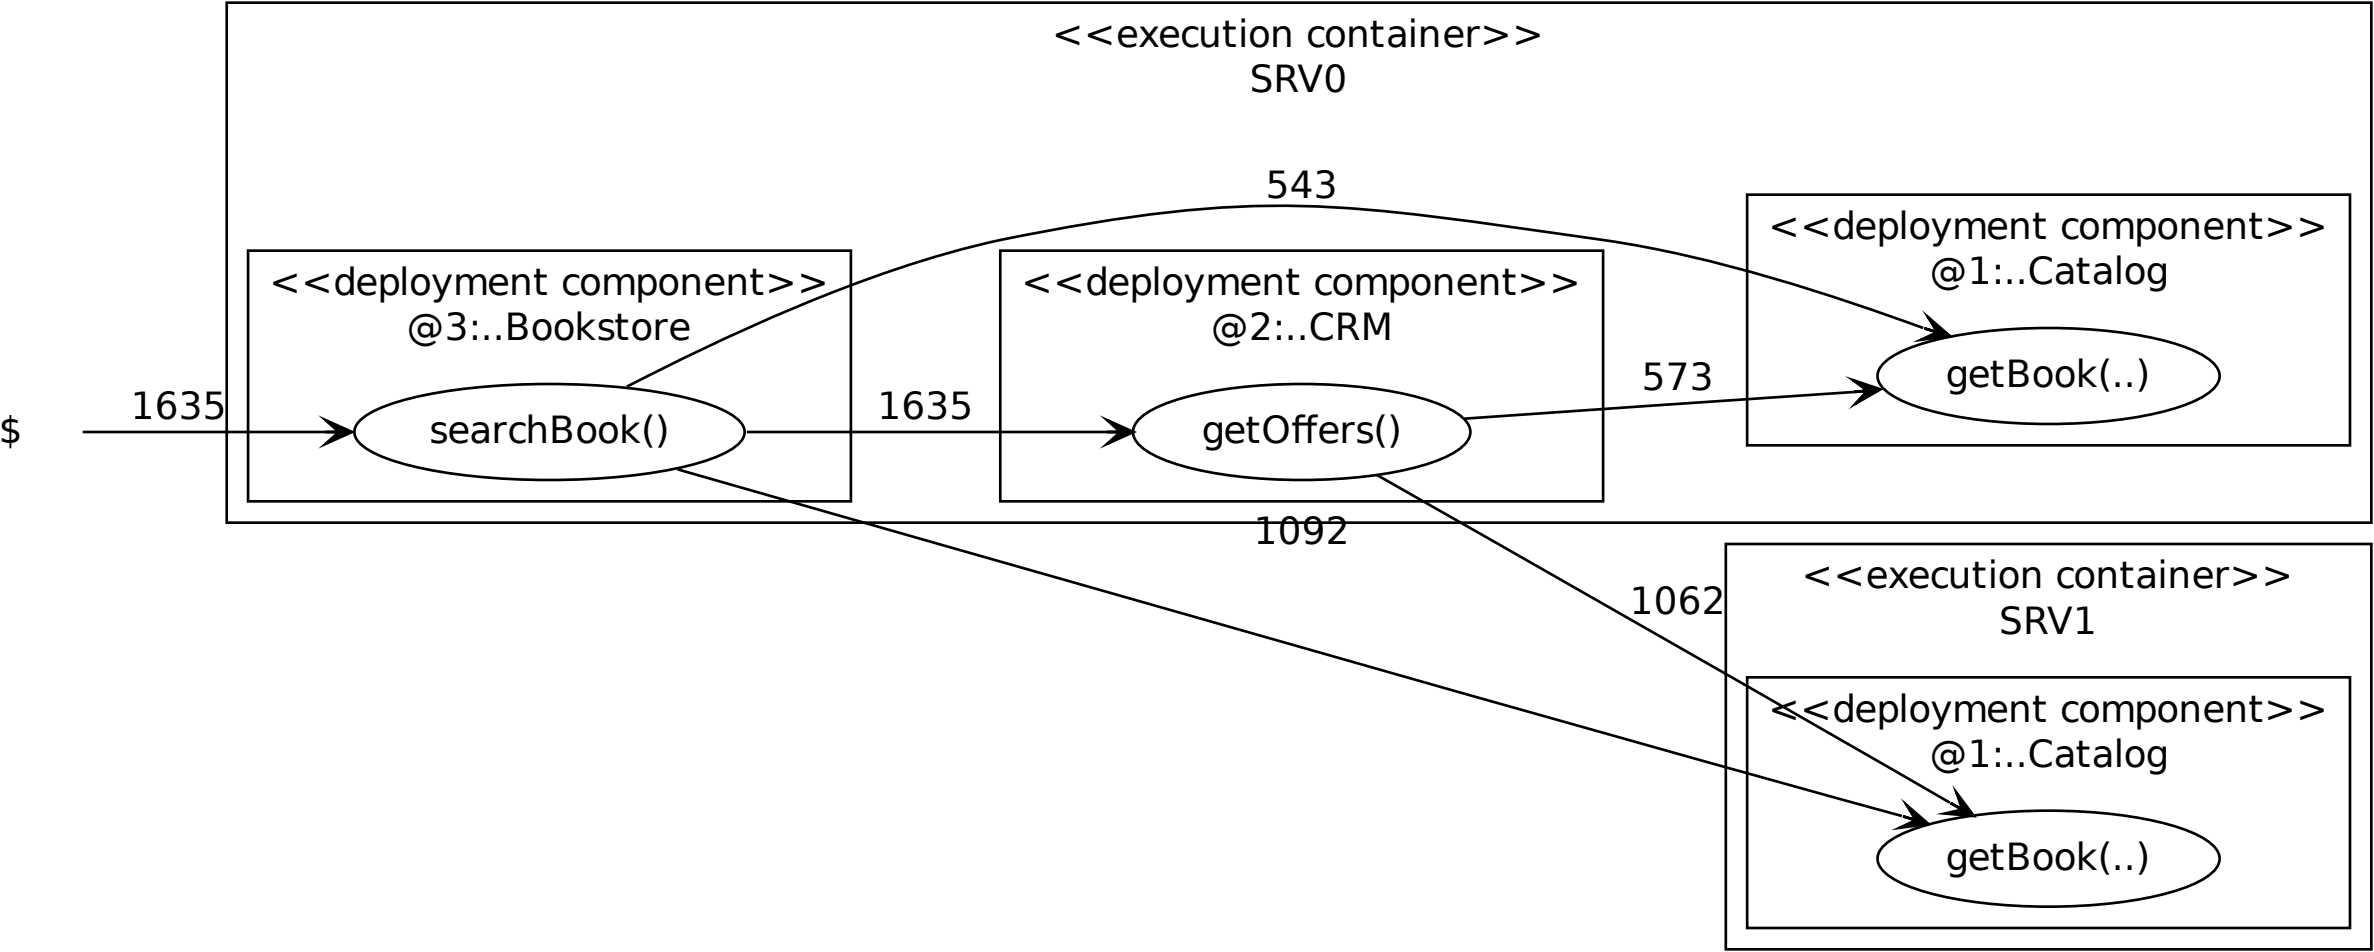 <<execution container>>
SRV0
543
<<deployment component>>
@1:..Catalog
getBook(..)
<<deployment component>>
@3:..Bookstore
searchBook()
<<deployment component>>
@2:..CRM
getOffers()
573
$
1635
1635
1092
1062
<<execution container>>
SRV1
<<deployment component>>
@1:..Catalog
getBook(..)